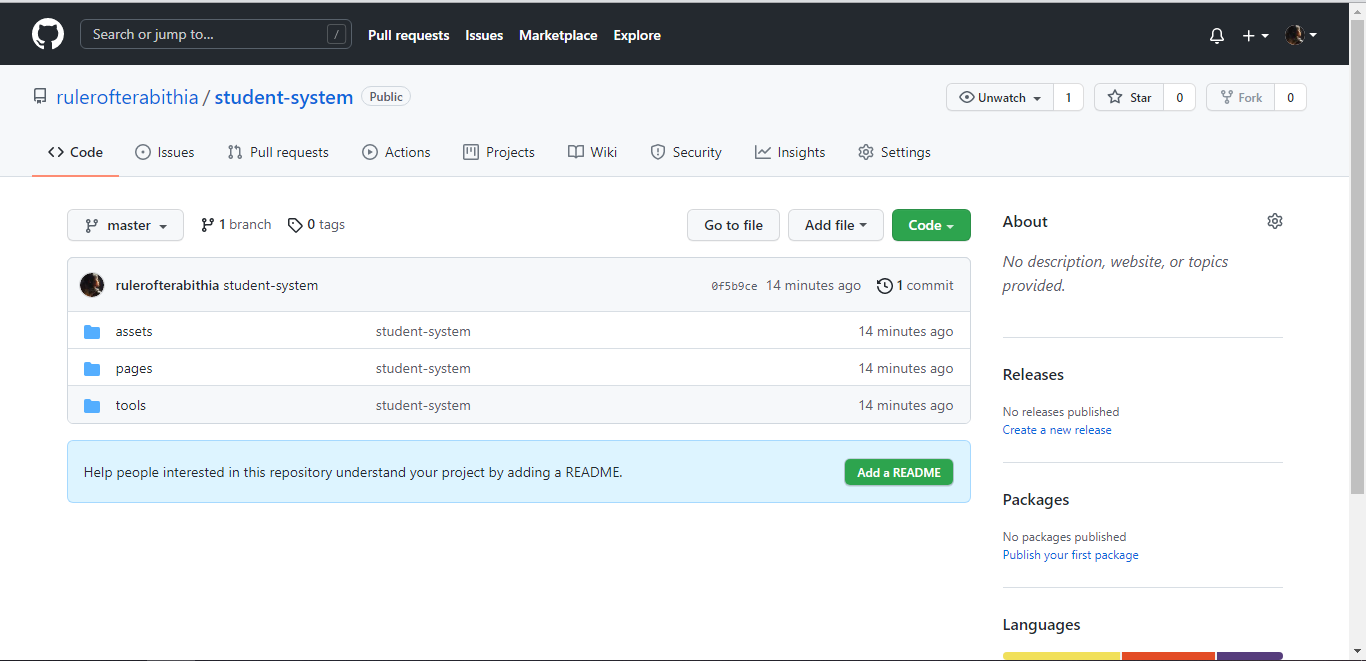 Search or jump to... /
Pull requests Issues Marketplace Explore
rulerofterabithia / student-system Public
Unwatch 1 Star 0 Fork 0
Code Issues Pull requests Actions Projects Wiki Security Insights Settings
master 1 branch 0 tags Go to file Add file Code
rulerofterabithia student-system 0f5b9ce 14 minutes ago 1 commit
assets student-system 14 minutes ago
pages student-system 14 minutes ago
tools student-system 14 minutes ago
Help people interested in this repository understand your project by adding a README. Add a README
About
No description, website, or topics
provided.
Releases
No releases published
Create a new release
Packages
No packages published
Publish your first package
Languages